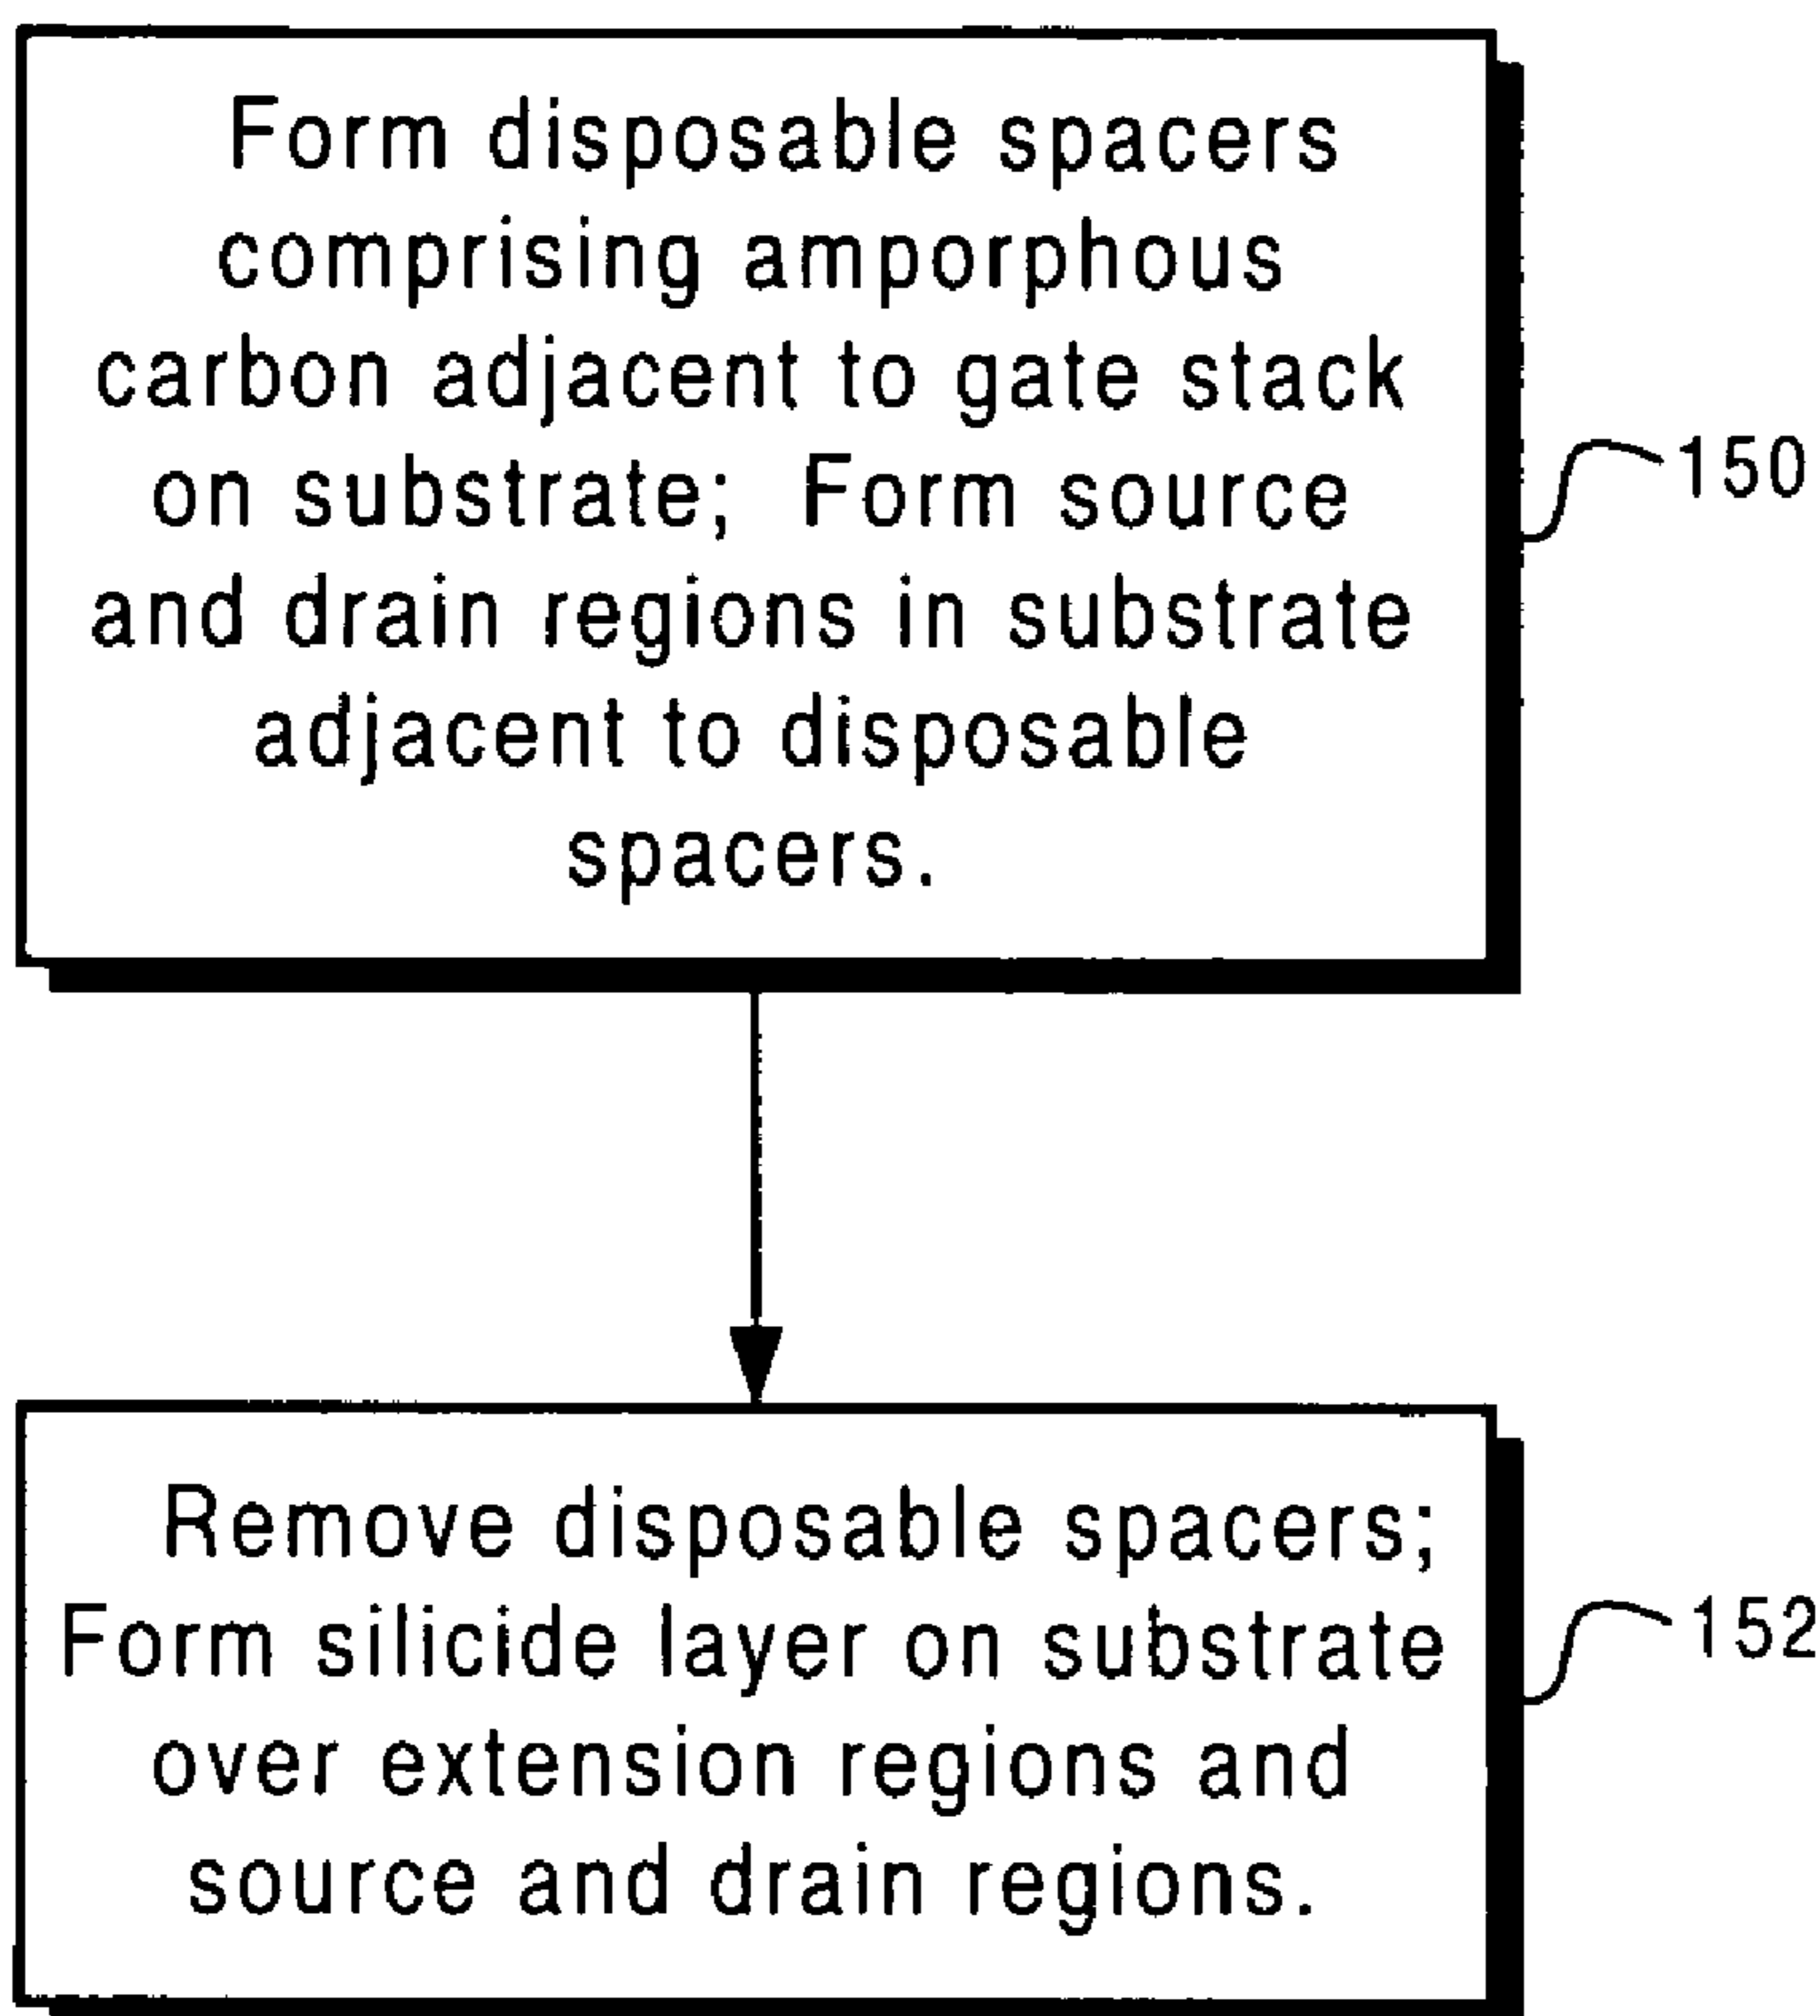 Form disposable spacers
comprising amporphous
carbon adjacent to gate stack
on substrate; Form source
and drain regions in substrate
adjacent to disposable
spacers.
150
Remove disposable spacers;
Form silicide layer on substrate
over extension regions and
source and drain regions.
152